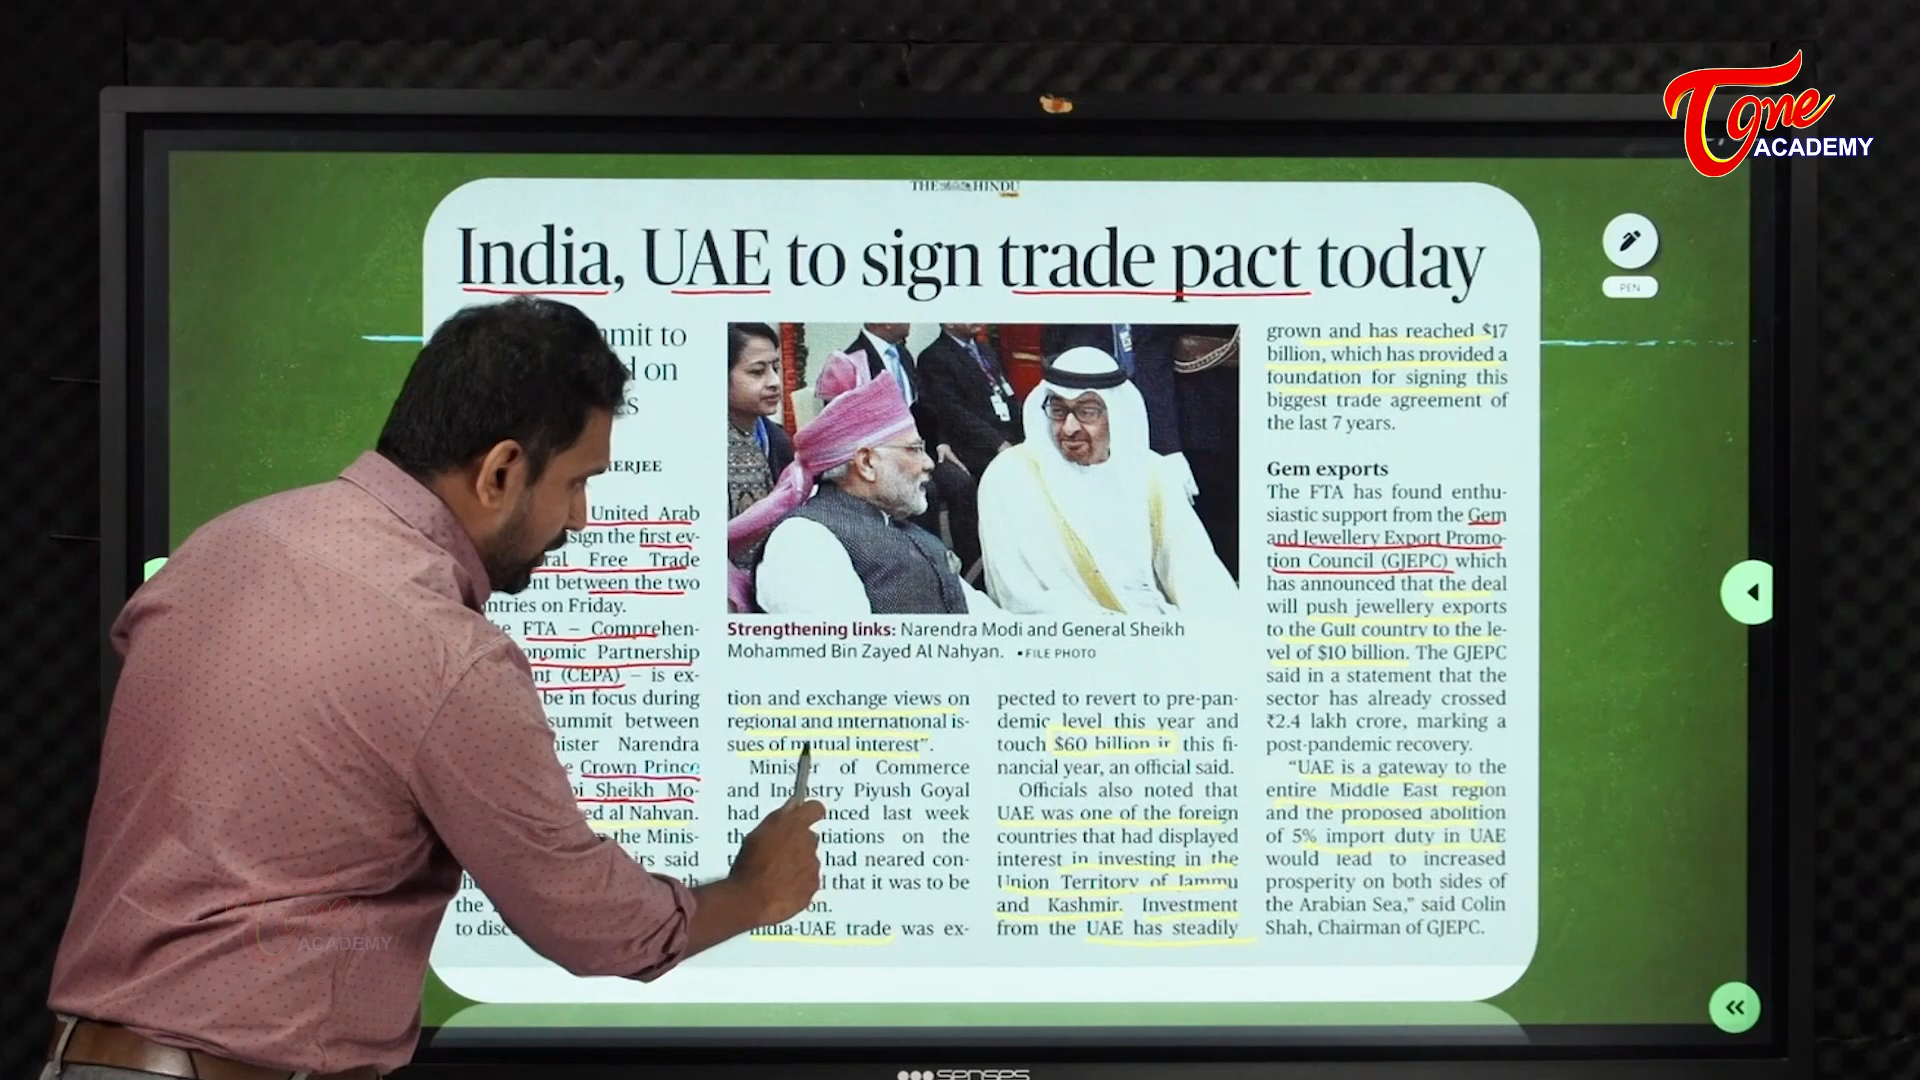 Tone
ACADEMY
THE HINDU
India, UAE to sign trade pact today
PEN
mit to
on
MERJEE
United Arab
sign the first ev-
ral Free Trade
between the two
ntries on Friday.
FTA – Comprehen-
onomic Partnership
(CEPA) – is ex-
be in focus during
summit between
ister Narendra
Crown Prince
Sheikh Mo-
ed al Nahyan.
the Minis-
irs said
the
to disc
Strengthening links: Narendra Modi and General Sheikh
Mohammed Bin Zayed Al Nahyan. •FILE PHOTO
tion and exchange views on
regional and international is-
sues of mutual interest”.
Minister of Commerce
and Industry Piyush Goyal
had nced last week
tiations on the
had neared con-
that it was to be
on.
India-UAE trade was ex-
pected to revert to pre-pan-
demic level this year and
touch $60 billion in this fi-
nancial year, an official said.
Officials also noted that
UAE was one of the foreign
countries that had displayed
interest in investing in the
Union Territory of Jammu
and Kashmir. Investment
from the UAE has steadily
grown and has reached $17
billion, which has provided a
foundation for signing this
biggest trade agreement of
the last 7 years.
Gem exports
The FTA has found enthu-
siastic support from the Gem
and Jewellery Export Promo-
tion Council (GJEPC) which
has announced that the deal
will push jewellery exports
to the Gulf country to the le-
vel of $10 billion. The GJEPC
said in a statement that the
sector has already crossed
₹2.4 lakh crore, marking a
post-pandemic recovery.
“UAE is a gateway to the
entire Middle East region
and the proposed abolition
of 5% import duty in UAE
would lead to increased
prosperity on both sides of
the Arabian Sea,” said Colin
Shah, Chairman of GJEPC.
Tone
ACADEMY
senses